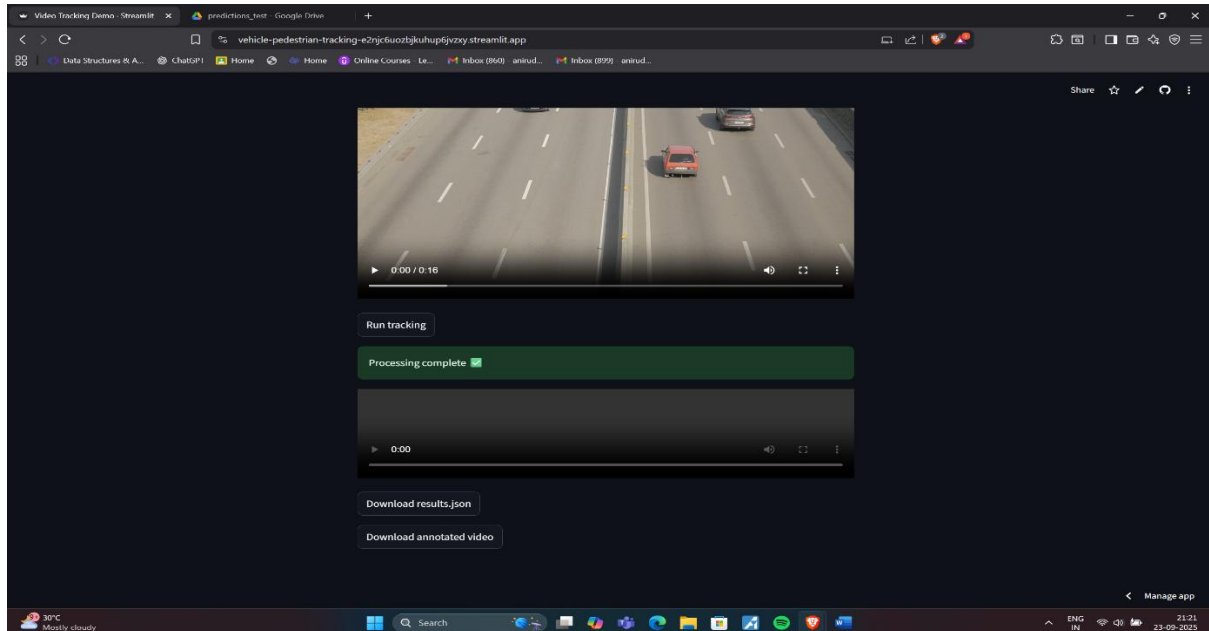 Video Tracking Demo · Streamlit
predictions_test - Google Drive
vehicle-pedestrian-tracking-e2njc6uozbjkuhup6jvzxy.streamlit.app
Data Structures & A...
ChatGPT
Home
Home
Online Courses - Le...
Inbox (860) - anirud...
Inbox (899) - anirud...
Share
0:00 / 0:16
Run tracking
Processing complete ✅
0:00
Download results.json
Download annotated video
Manage app
30°C
Mostly cloudy
Search
ENG
IN
21:21
23-09-2025